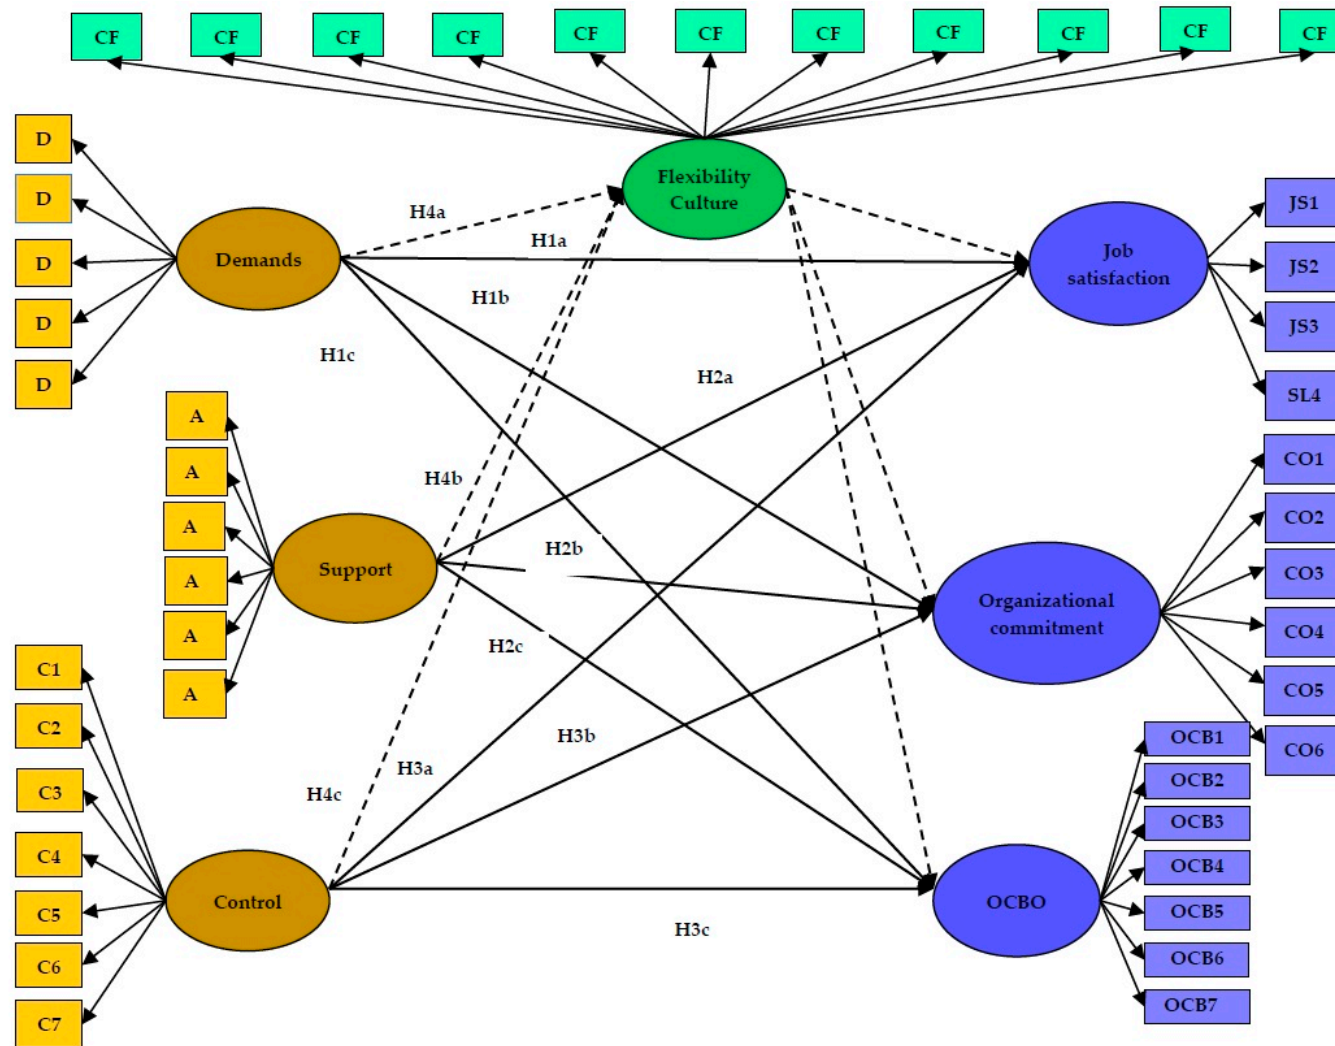 CF CF CF CF CF CF CF CF CF CF CF
D
D
D
D
D
Demands
Flexibility
Culture
H4a
H1a
H1b
H1c
Job
satisfaction
JS1
JS2
JS3
SL4
H2a
A
A
A
A
A
A
Support
H4b
H2b
H2c
Organizational
commitment
CO1
CO2
CO3
CO4
CO5
CO6
C1
C2
C3
C4
C5
C6
C7
Control
H4c
H3a
H3b
H3c
OCBO
OCB1
OCB2
OCB3
OCB4
OCB5
OCB6
OCB7